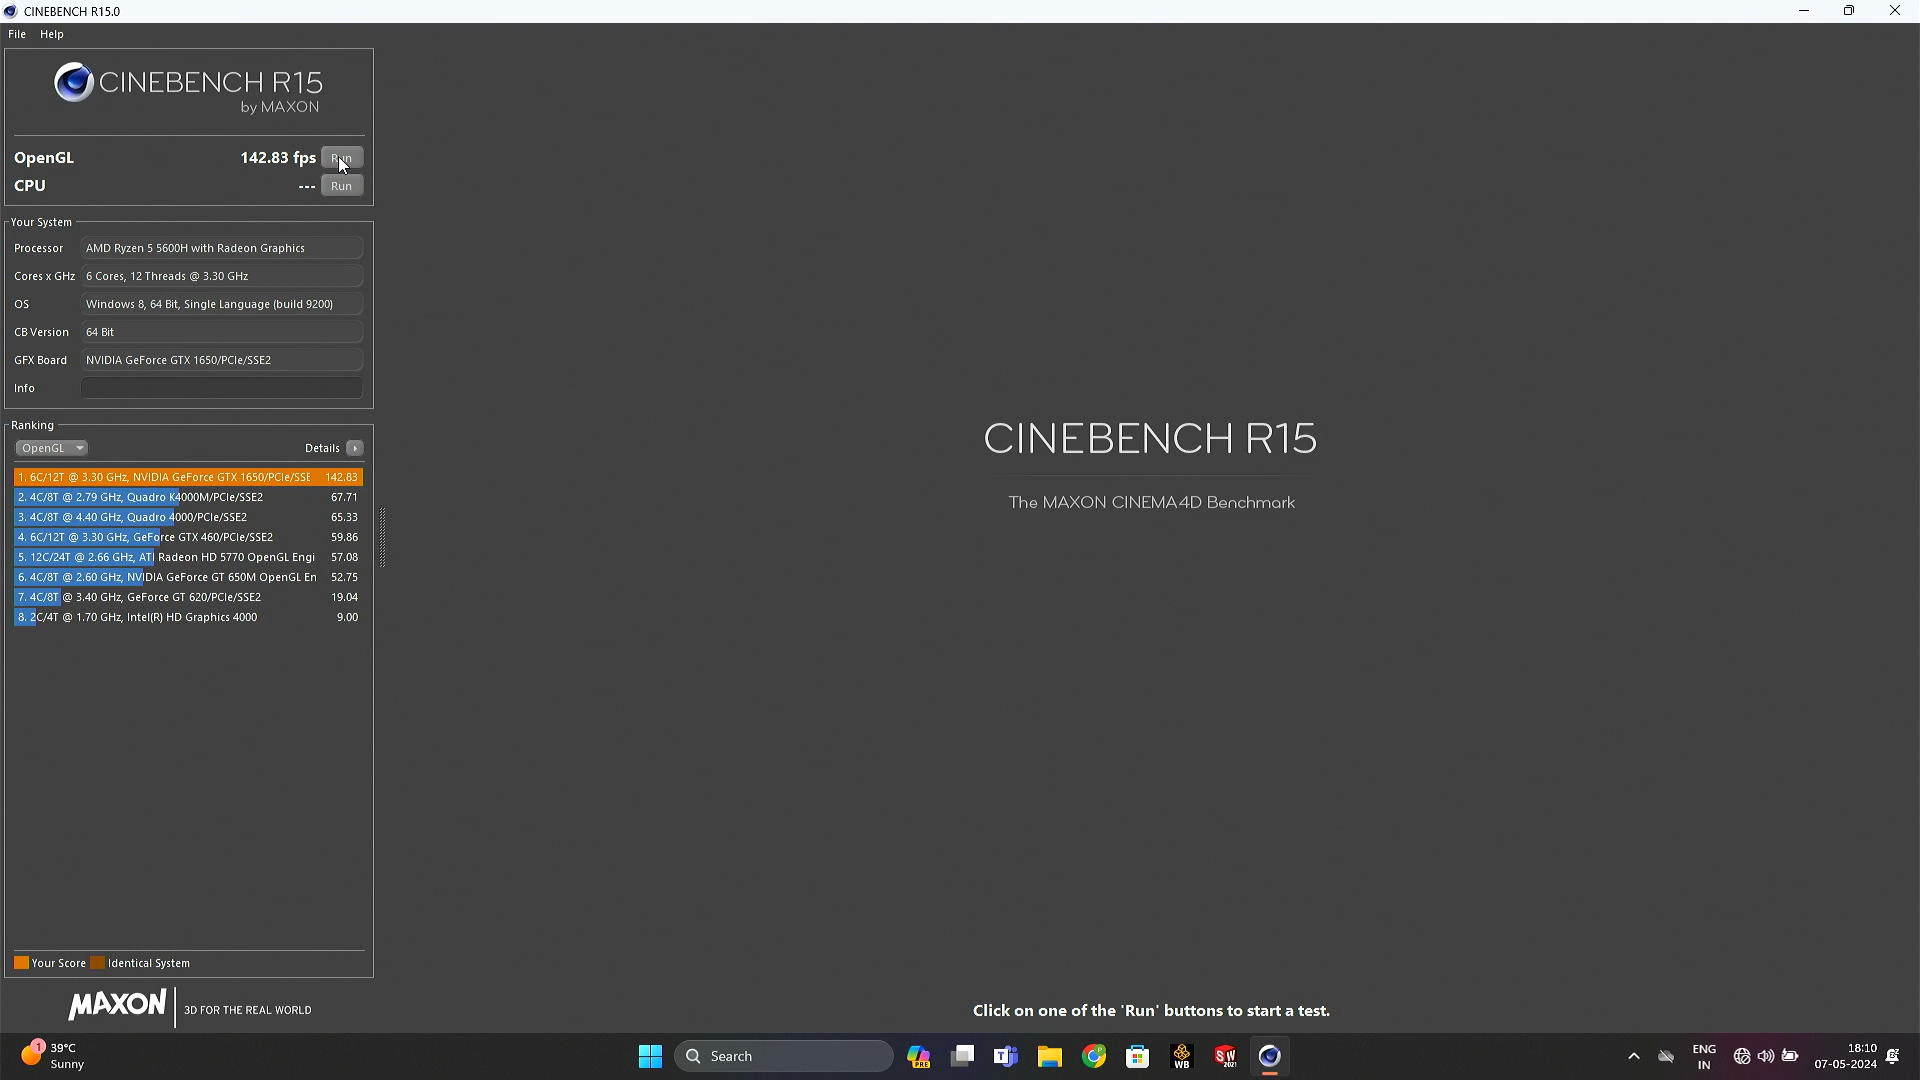 CINEBENCH R15.0
File Help
CINEBENCH R15
by MAXON
OpenGL 142.83 fps Run
CPU --- Run
Your System
Processor AMD Ryzen 5 5600H with Radeon Graphics
Cores x GHz 6 Cores, 12 Threads @ 3.30 GHz
OS Windows 8, 64 Bit, Single Language (build 9200)
CB Version 64 Bit
GFX Board NVIDIA GeForce GTX 1650/PCIe/SSE2
Info
Ranking
OpenGL Details
1. 6C/12T @ 3.30 GHz, NVIDIA GeForce GTX 1650/PCIe/SSE 142.83
2. 4C/8T @ 2.79 GHz, Quadro K4000M/PCIe/SSE2 67.71
3. 4C/8T @ 4.40 GHz, Quadro 4000/PCIe/SSE2 65.33
4. 6C/12T @ 3.30 GHz, GeForce GTX 460/PCIe/SSE2 59.86
5. 12C/24T @ 2.66 GHz, ATI Radeon HD 5770 OpenGL Engi 57.08
6. 4C/8T @ 2.60 GHz, NVIDIA GeForce GT 650M OpenGL En 52.75
7. 4C/8T @ 3.40 GHz, GeForce GT 620/PCIe/SSE2 19.04
8. 2C/4T @ 1.70 GHz, Intel(R) HD Graphics 4000 9.00
Your Score Identical System
MAXON 3D FOR THE REAL WORLD
CINEBENCH R15
The MAXON CINEMA4D Benchmark
Click on one of the 'Run' buttons to start a test.
1 39°C
Sunny
Search
PRE
WB
SW
2021
ENG
IN
18:10
07-05-2024